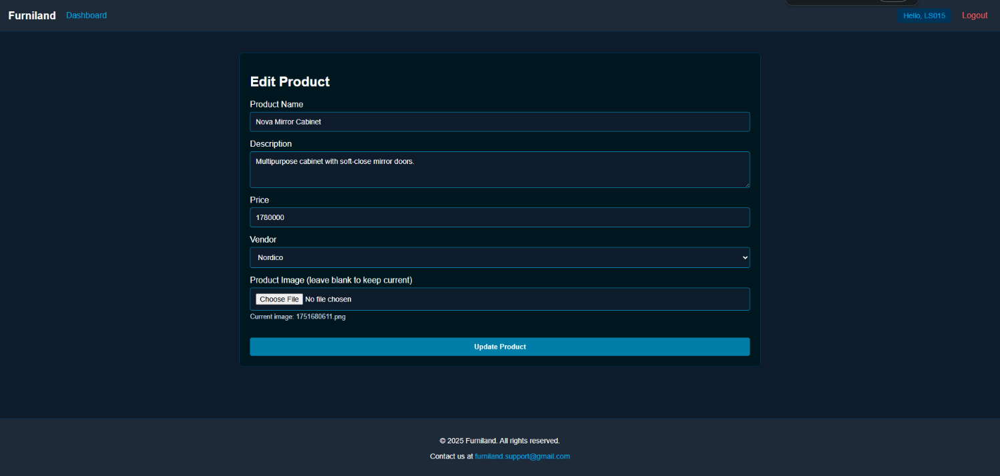 Furniland Dashboard Hello, LS015 Logout
Edit Product
Product Name
Nova Mirror Cabinet
Description
Multipurpose cabinet with soft-close mirror doors.
Price
1780000
Vendor
Nordico
Product Image (leave blank to keep current)
Choose File No file chosen
Current image: 1751680611.png
Update Product
© 2025 Furniland. All rights reserved.
Contact us at furniland.support@gmail.com